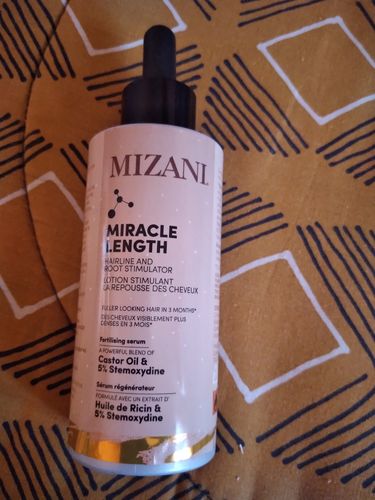 MIZANI
MIRACLE
LENGTH
HAIRLINE AND
ROOT STIMULATOR
LOTION STIMULANT
LA REPOUSSE DES CHEVEUX
FULLER LOOKING HAIR IN 3 MONTHS*
DES CHEVEUX VISIBLEMENT PLUS
DENSES EN 3 MOIS*
Fertilising serum
A POWERFUL BLEND OF
Castor Oil &
5% Stemoxydine
Sérum régénérateur
FORMULÉ AVEC UN EXTRAIT D'
Huile de Ricin &
5% Stemoxydine